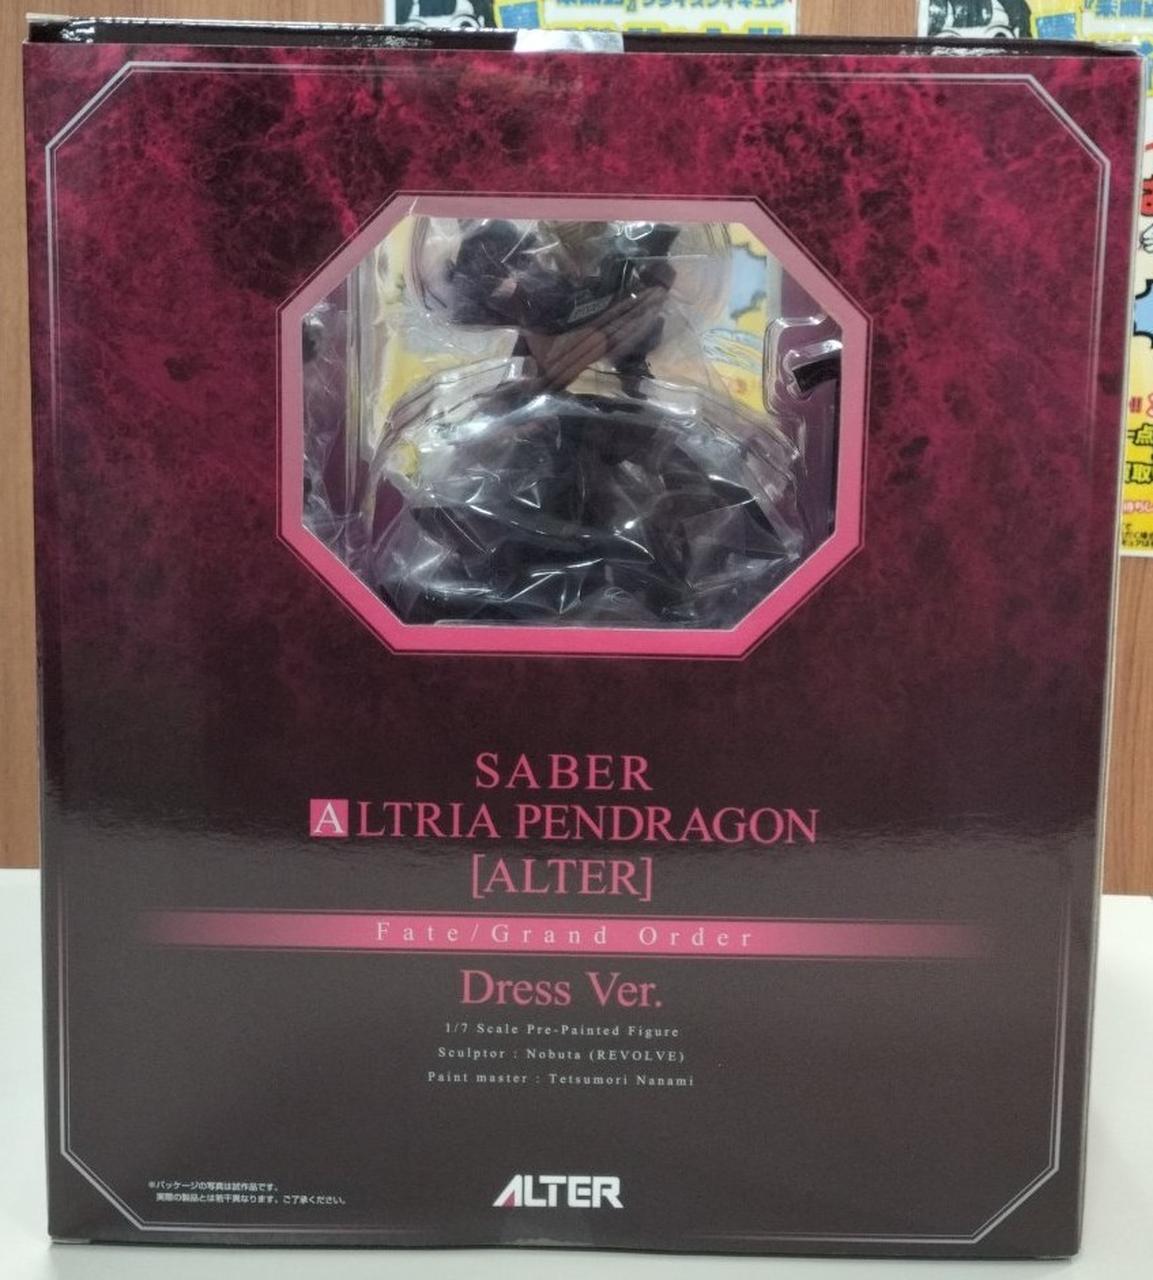 SABER
ALTRIA PENDRAGON
[ALTER]
Fate/Grand Order
Dress Ver.
1/7 Scale Pre-Painted Figure
Sculptor : Nobuta (REVOLVE)
Paint master : Tetsumori Nanami
※パッケージの写真は試作品です。
実際の製品とは若干異なります。ご了承ください。
ALTER